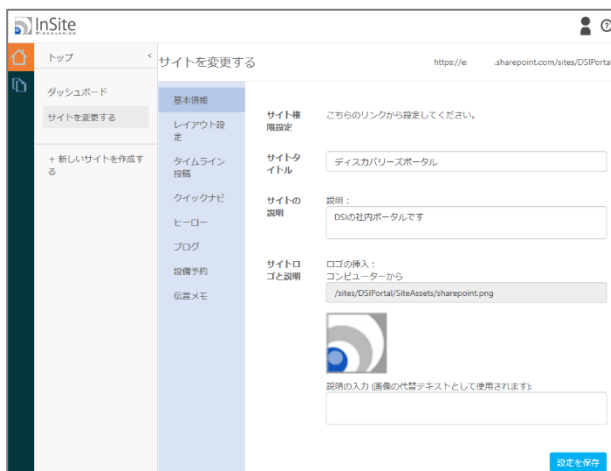 InSite
Discoveries
トップ
サイトを変更する
https://e
.sharepoint.com/sites/DSIPortal
ダッシュボード
サイトを変更する
+ 新しいサイトを作成す
る
基本情報
レイアウト設
定
タイムライン
投稿
クイックナビ
ヒーロー
ブログ
設備予約
伝言メモ
サイト権
限設定
こちらのリンクから設定してください。
サイトタ
イトル
ディスカバリーズポータル
サイトの
説明
説明：
DSIの社内ポータルです
サイトロ
ゴと説明
ロゴの挿入：
コンピューターから
/sites/DSIPortal/SiteAssets/sharepoint.png
説明の入力 (画像の代替テキストとして使用されます):
設定を保存